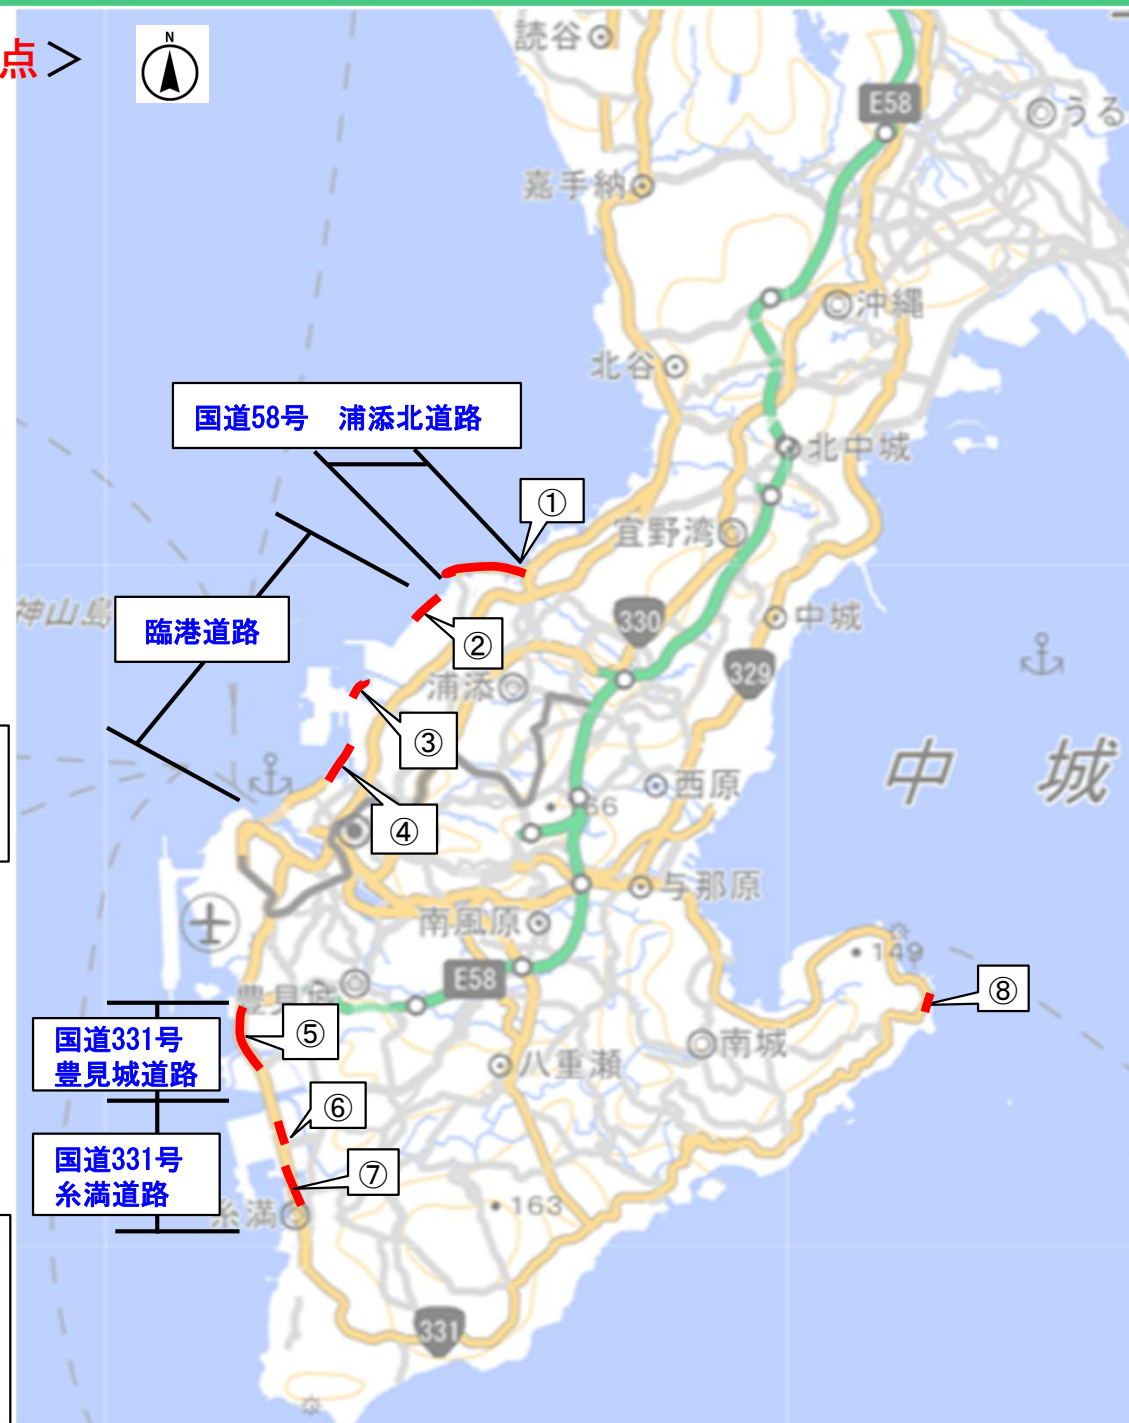 点＞
N
読谷
E58
うる
嘉手納
沖縄
北谷
国道58号　浦添北道路
北中城
①
宜野湾
神山島
臨港道路
②
330
中城
329
浦添
③
中　城
西原
④
66
与那原
南風原
149
E58
豊見城
⑧
国道331号
豊見城道路
⑤
南城
八重瀬
⑥
国道331号
糸満道路
⑦
糸満
163
331